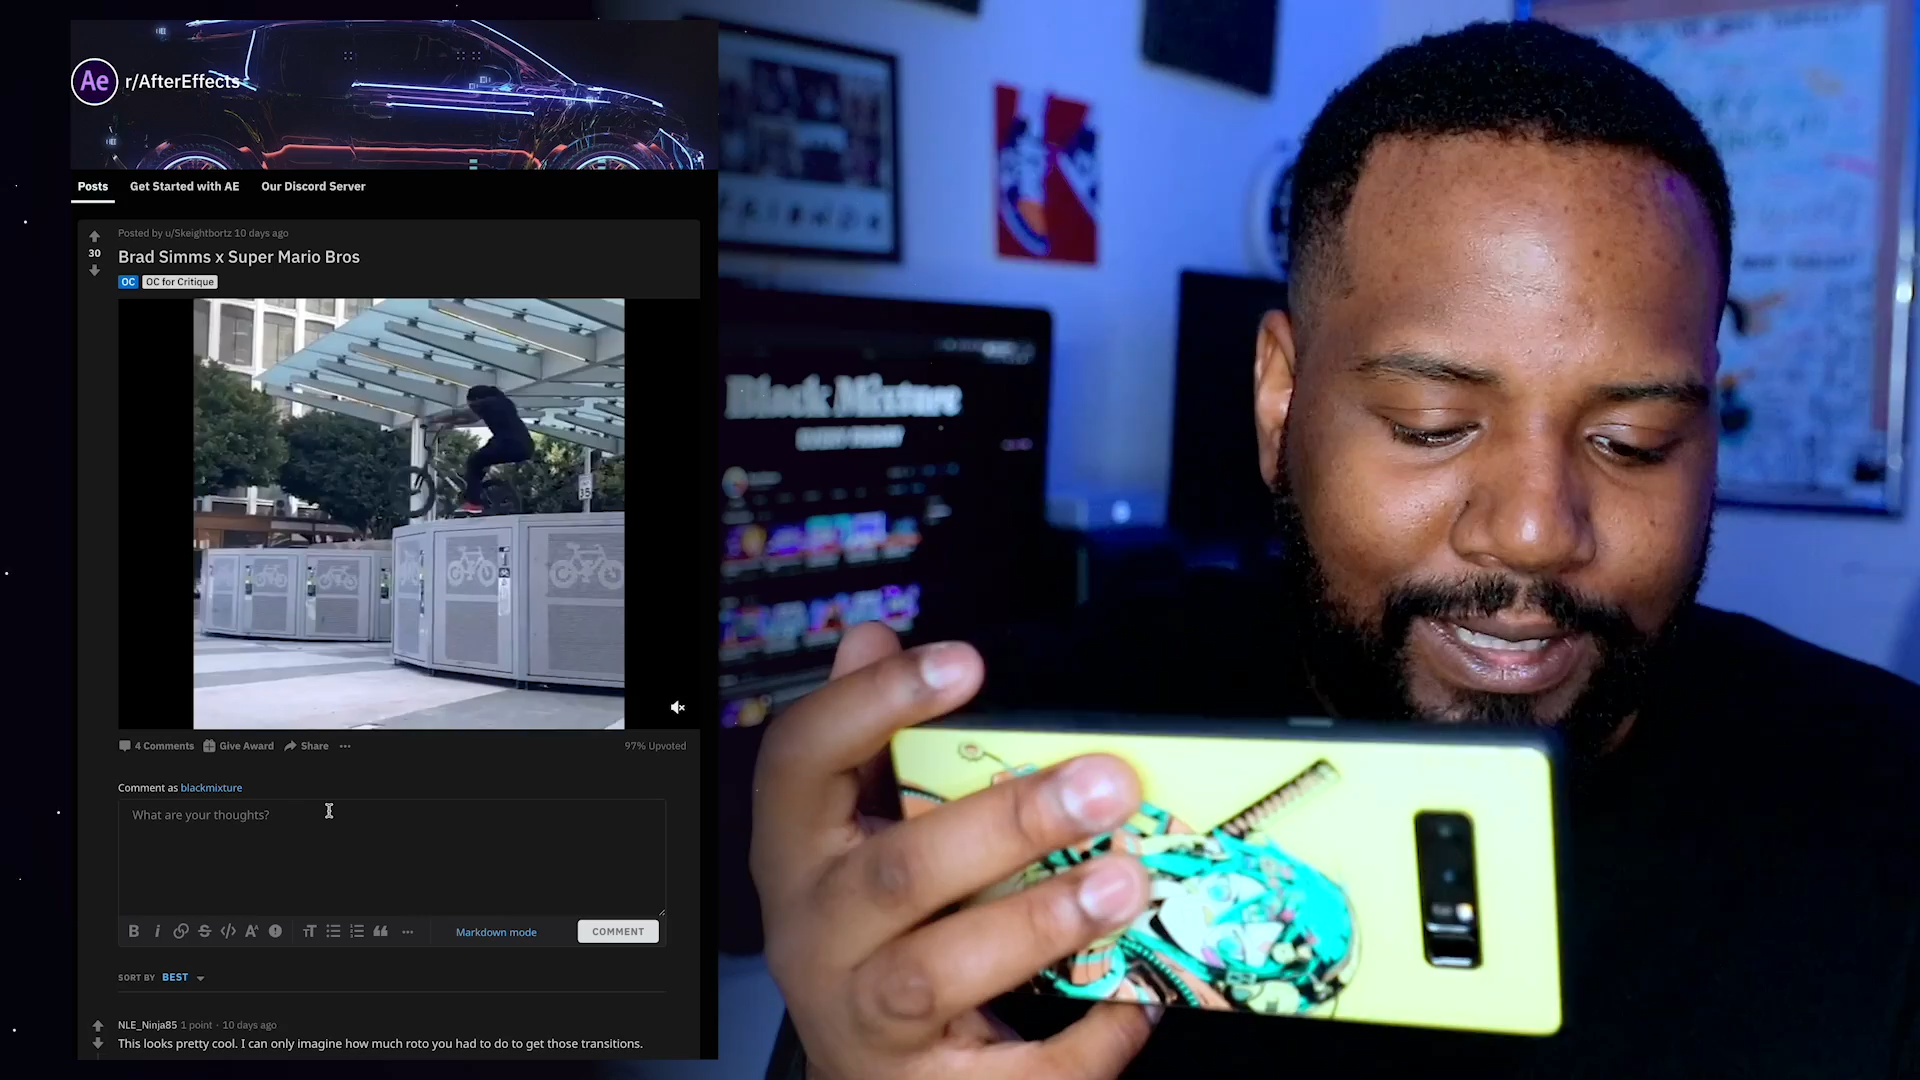 Ae r/AfterEffects
Posts Get Started with AE Our Discord Server
Posted by u/Skeightbortz 10 days ago
30
Brad Simms x Super Mario Bros
OC OC for Critique
4 Comments Give Award Share ··· 97% Upvoted
Comment as blackmixture
What are your thoughts?
Markdown mode COMMENT
SORT BY BEST
NLE_Ninja85 1 point · 10 days ago
This looks pretty cool. I can only imagine how much roto you had to do to get those transitions.
Black Mixture
EVERY FRIDAY
FRIENDS